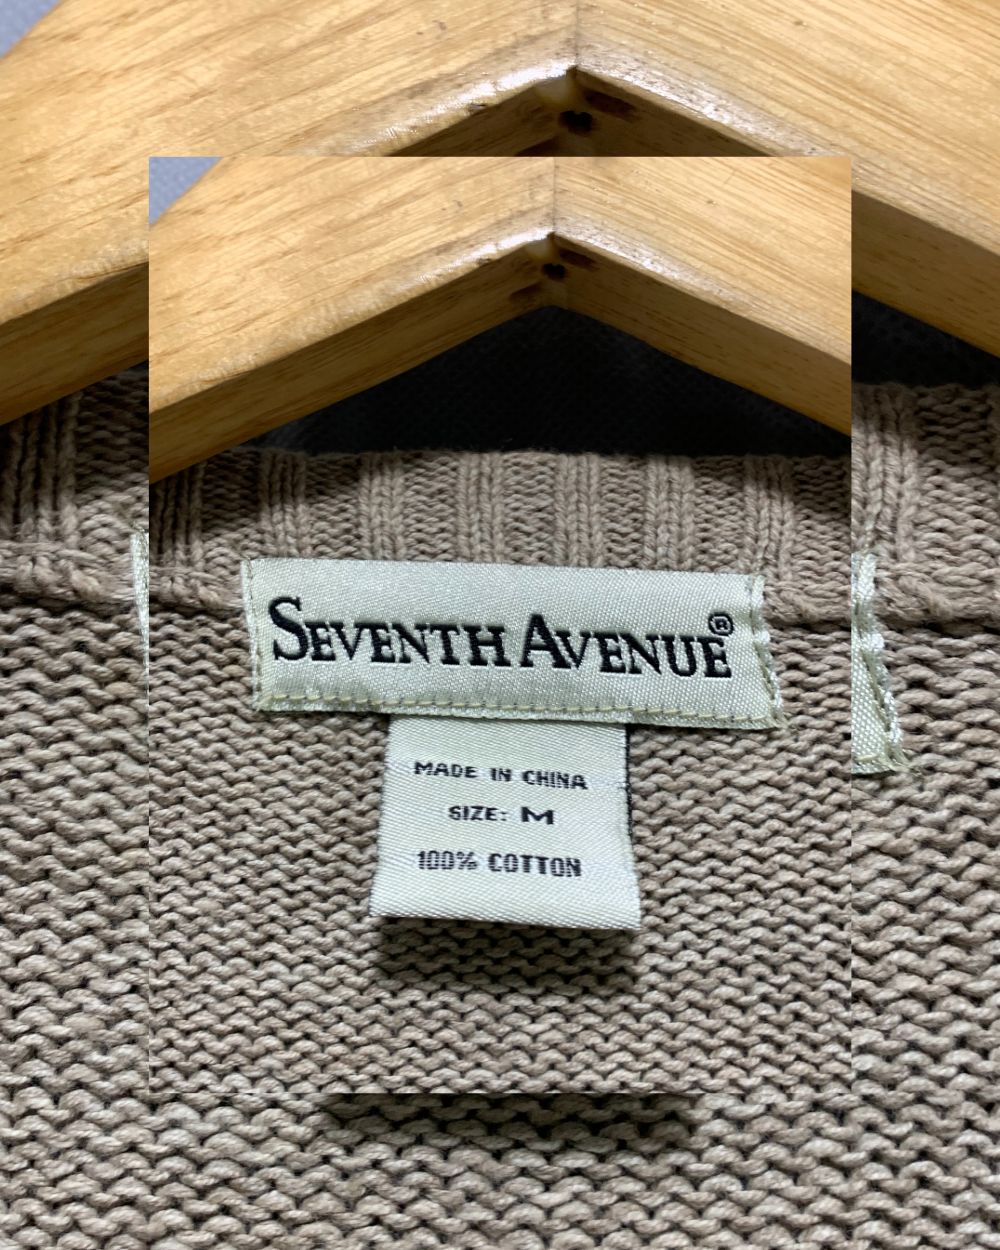 SEVENTH AVENUE®
MADE IN CHINA
SIZE: M
100% COTTON